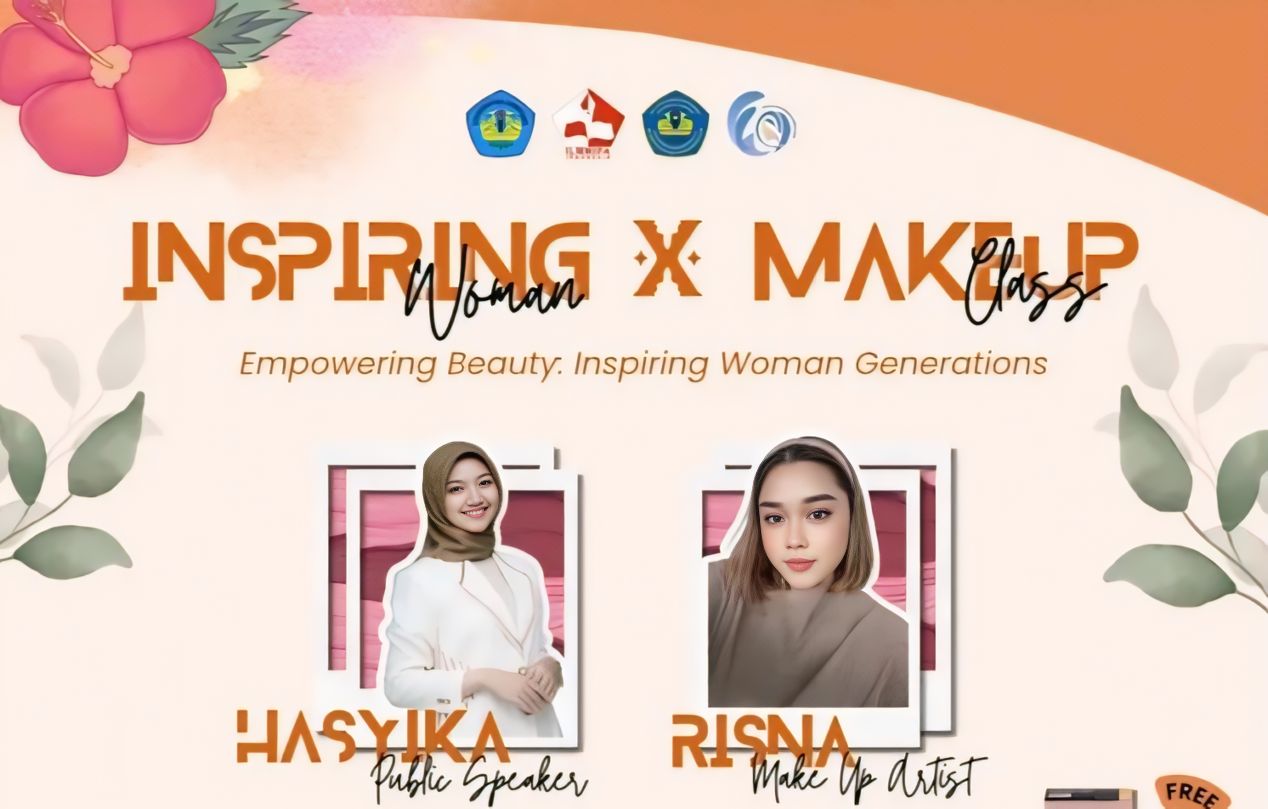 INSPIRING X MAKEUP
Woman Class
Empowering Beauty: Inspiring Woman Generations
HASYIKA
Public Speaker
RISNA
Make Up Artist
FREE